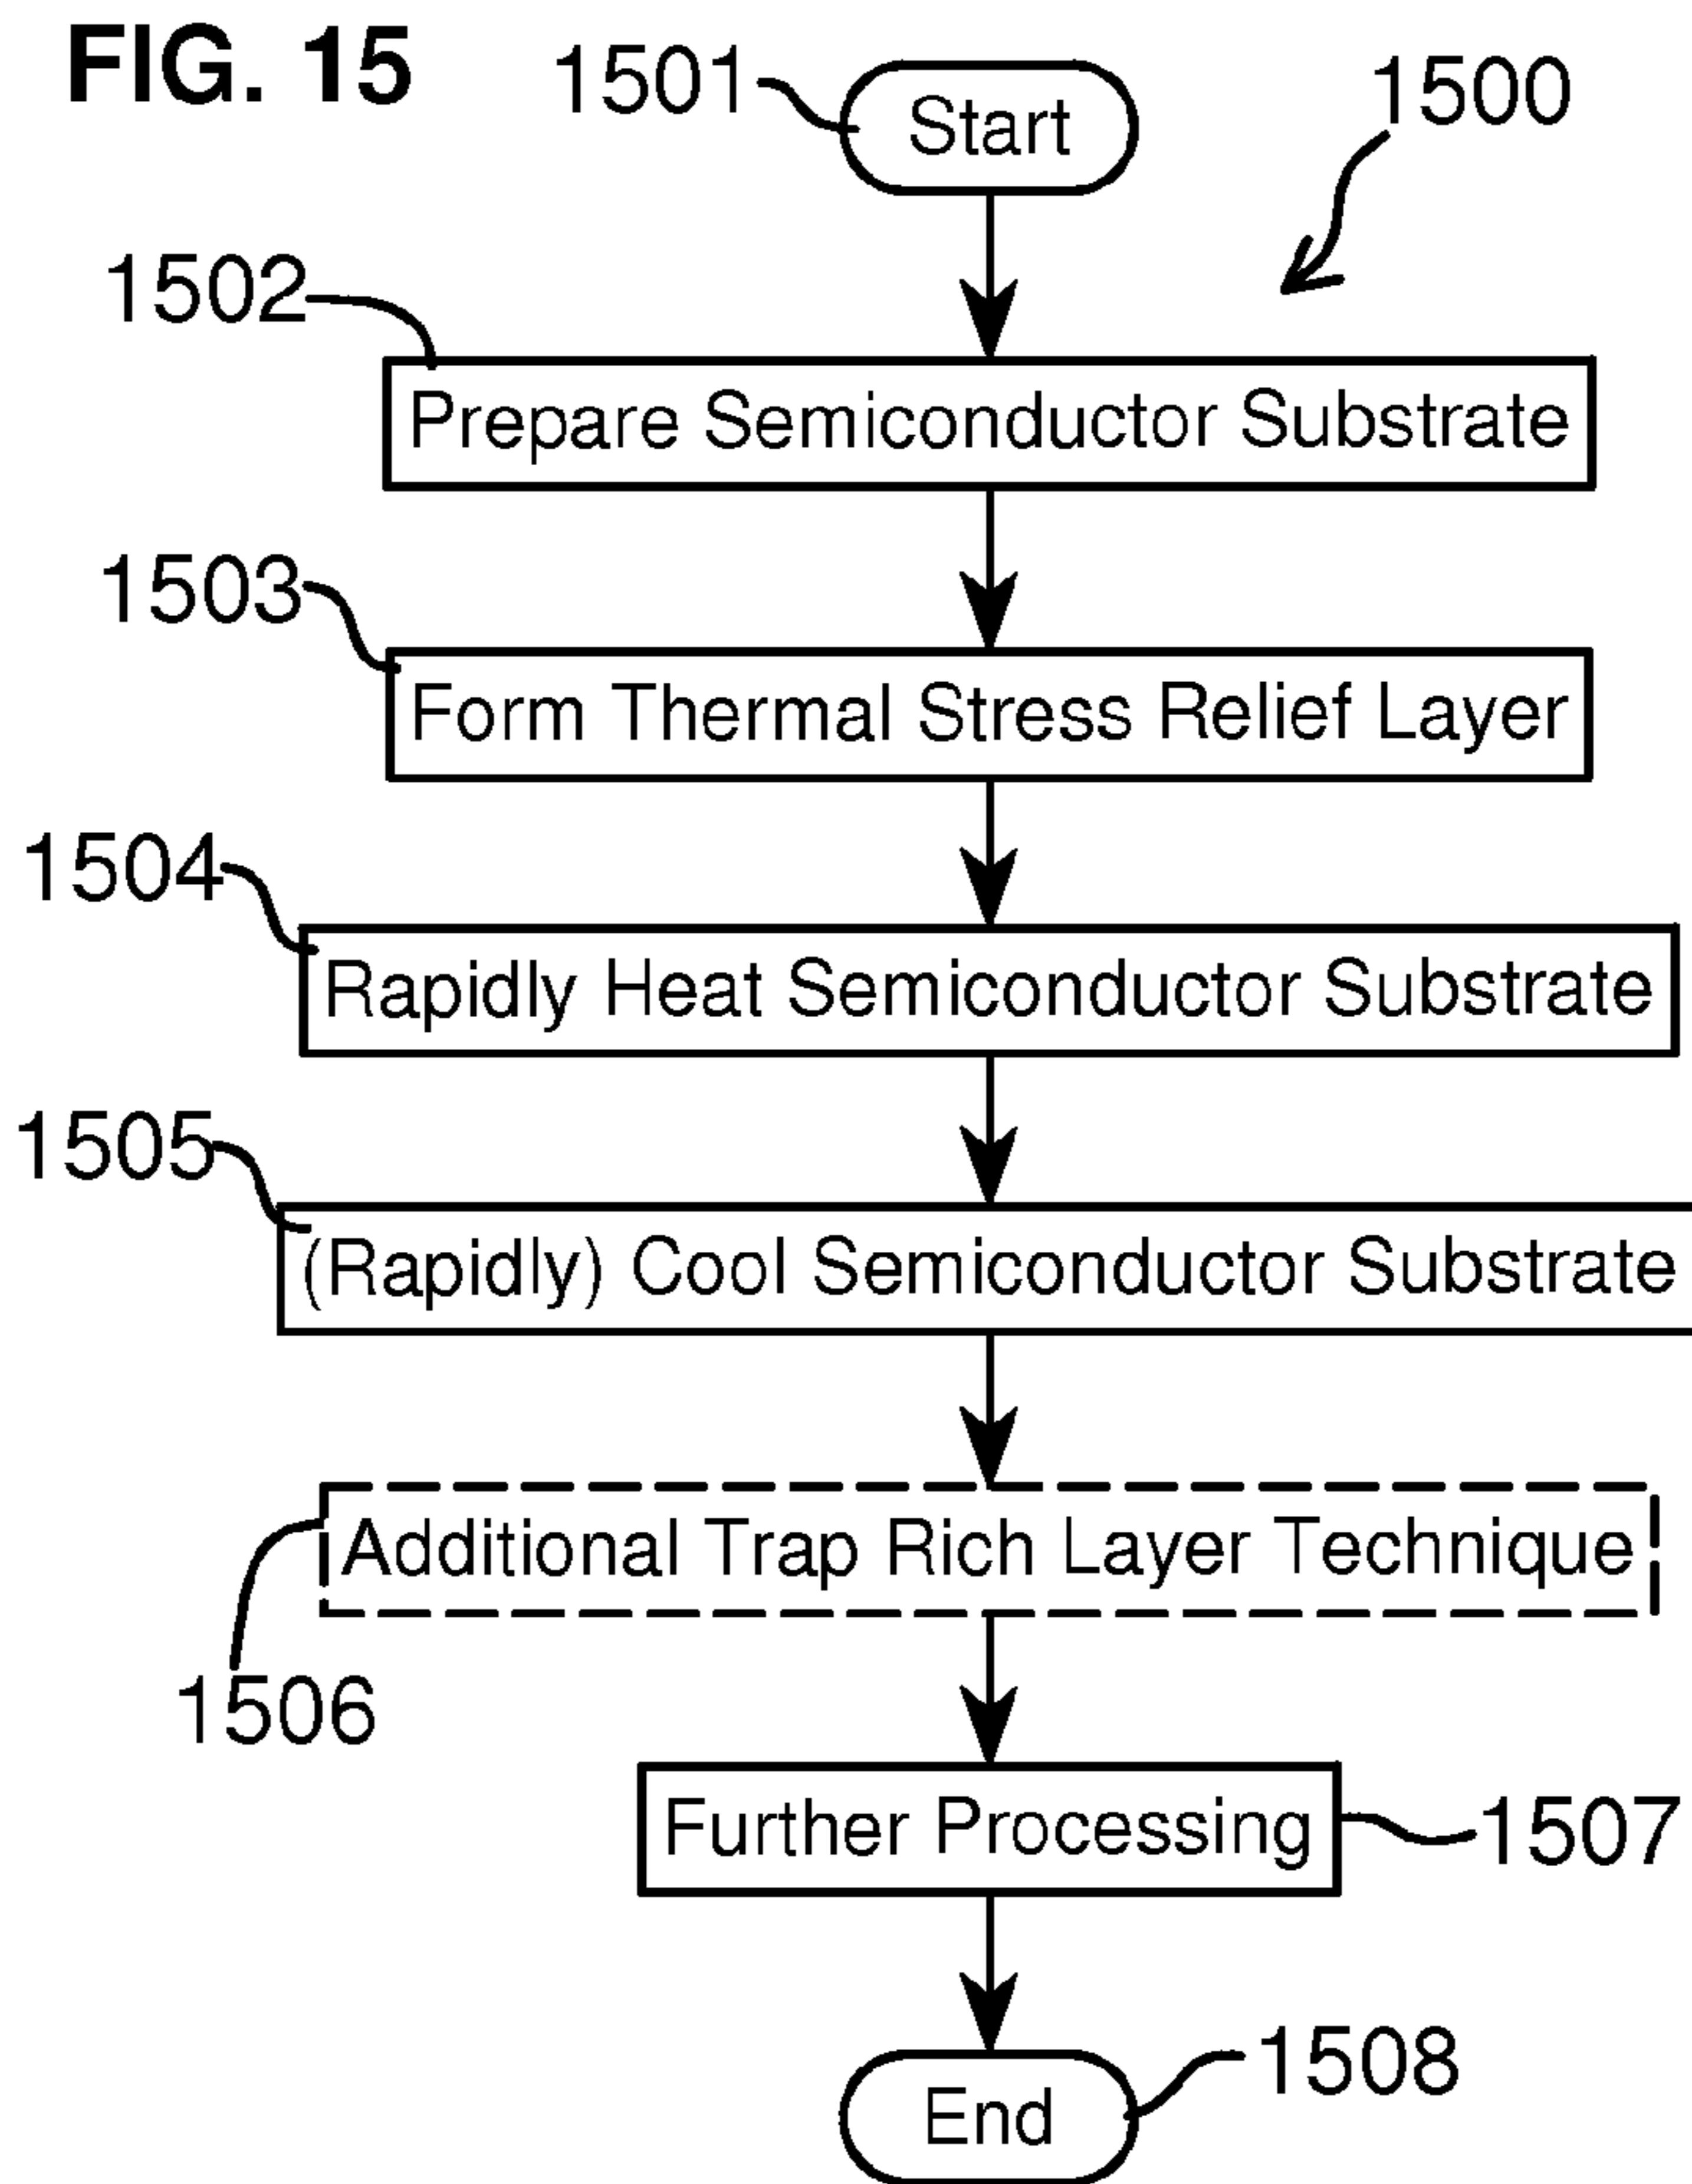 FIG. 15
1501
Start
1500
1502
Prepare Semiconductor Substrate
1503
Form Thermal Stress Relief Layer
1504
Rapidly Heat Semiconductor Substrate
1505
(Rapidly) Cool Semiconductor Substrate
Additional Trap Rich Layer Technique
1506
Further Processing
1507
1508
End